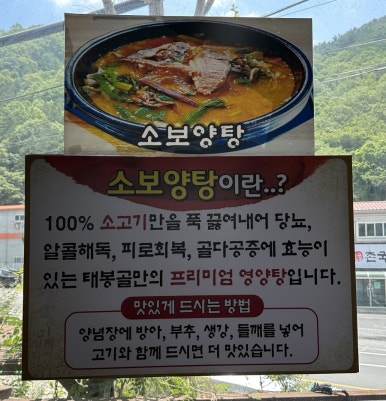 소보양탕
소보양탕이란..?
100% 소고기만을 푹 끓여내어 당뇨,
알콜해독, 피로회복, 골다공증에 효능이
있는 태봉골만의 프리미엄 영양탕입니다.
맛있게 드시는 방법
양념장에 방아, 부추, 생강, 들깨를 넣어
고기와 함께 드시면 더 맛있습니다.